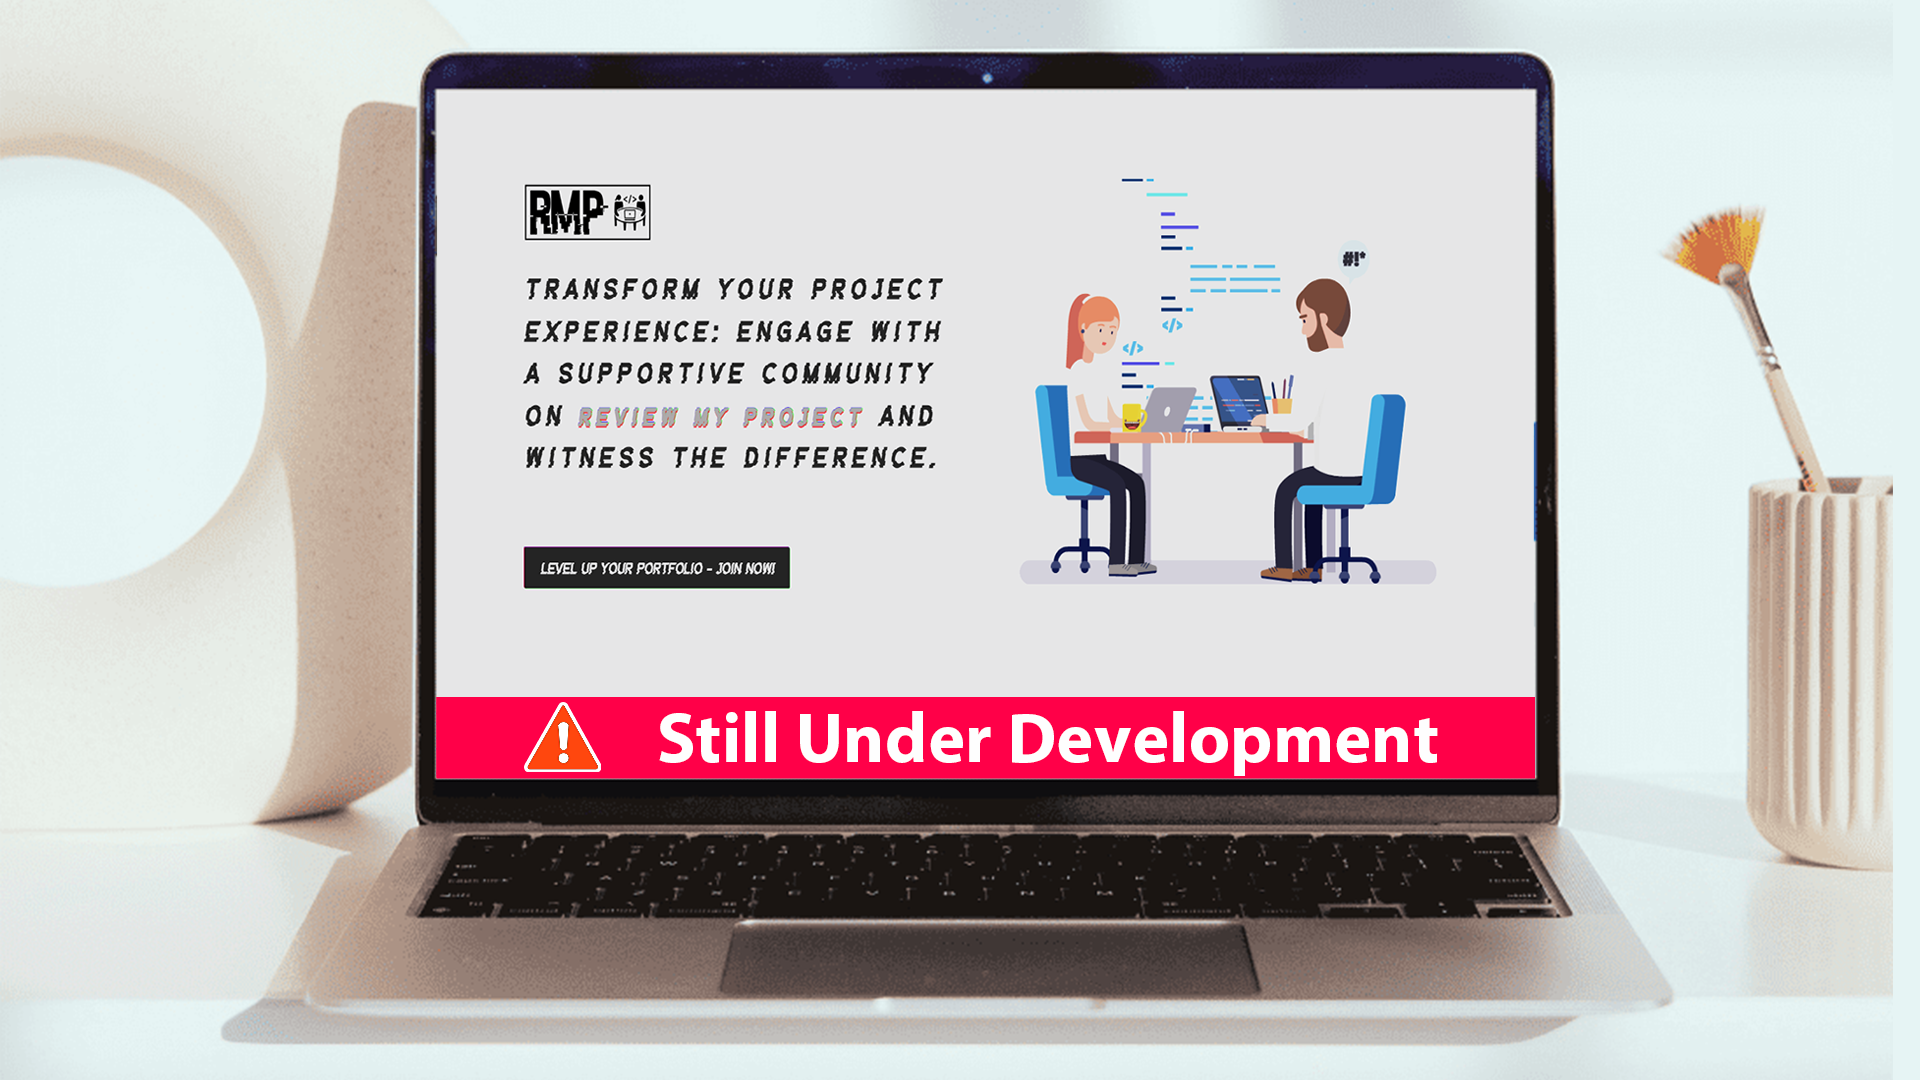 RMP
</>
TRANSFORM YOUR PROJECT
EXPERIENCE: ENGAGE WITH
A SUPPORTIVE COMMUNITY
ON REVIEW MY PROJECT AND
WITNESS THE DIFFERENCE.
LEVEL UP YOUR PORTFOLIO - JOIN NOW!
#!*
</>
</>
Still Under Development